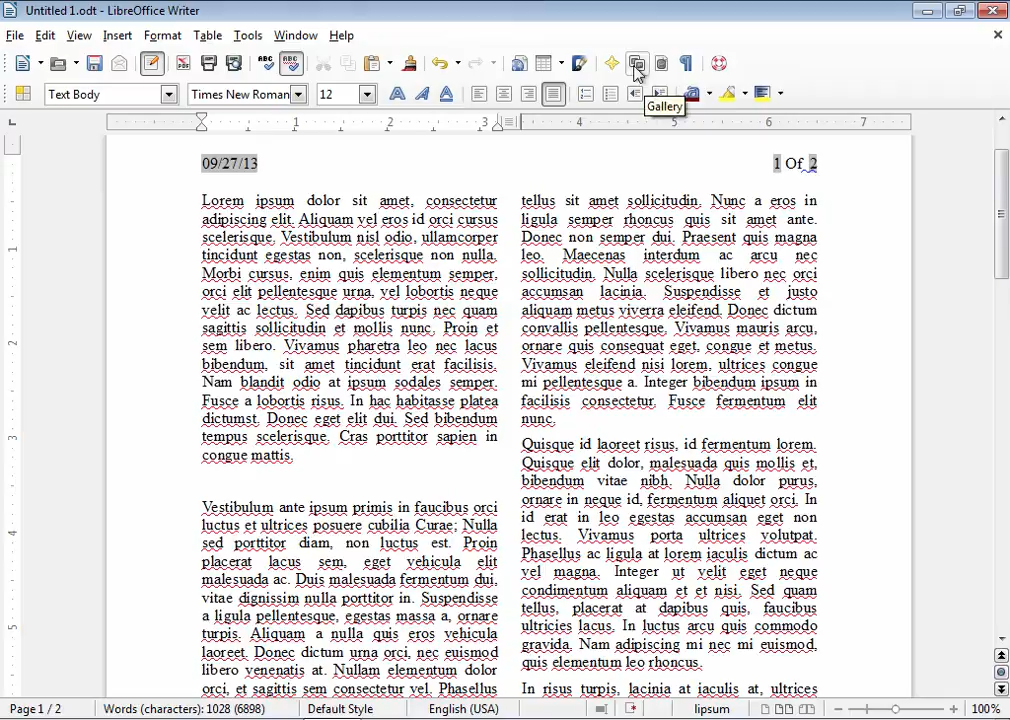 Untitled 1.odt - LibreOffice Writer
File Edit View Insert Format Table Tools Window Help
Text Body Times New Roman 12
Gallery
1 2 3 4 5 6 7
09/27/13 1 Of 2
Lorem ipsum dolor sit amet, consectetur
adipiscing elit. Aliquam vel eros id orci cursus
scelerisque. Vestibulum nisl odio, ullamcorper
tincidunt egestas non, scelerisque non nulla.
Morbi cursus, enim quis elementum semper,
orci elit pellentesque urna, vel lobortis neque
velit ac lectus. Sed dapibus turpis nec quam
sagittis sollicitudin et mollis nunc. Proin et
sem libero. Vivamus pharetra leo nec lacus
bibendum, sit amet tincidunt erat facilisis.
Nam blandit odio at ipsum sodales semper.
Fusce a lobortis risus. In hac habitasse platea
dictumst. Donec eget elit dui. Sed bibendum
tempus scelerisque. Cras porttitor sapien in
congue mattis.
Vestibulum ante ipsum primis in faucibus orci
luctus et ultrices posuere cubilia Curae; Nulla
sed porttitor diam, non luctus est. Proin
placerat lacus sem, eget vehicula elit
malesuada ac. Duis malesuada fermentum dui,
vitae dignissim nulla porttitor in. Suspendisse
a ligula pellentesque, egestas massa a, ornare
turpis. Aliquam a nulla quis eros vehicula
laoreet. Donec dictum urna orci, nec euismod
libero venenatis at. Nullam elementum dolor
orci, et sagittis sem consectetur vel. Phasellus
tellus sit amet sollicitudin. Nunc a eros in
ligula semper rhoncus quis sit amet ante.
Donec non semper dui. Praesent quis magna
leo. Maecenas interdum ac arcu nec
sollicitudin. Nulla scelerisque libero nec orci
accumsan lacinia. Suspendisse et justo
aliquam metus viverra eleifend. Donec dictum
convallis pellentesque. Vivamus mauris arcu,
ornare quis consequat eget, congue et metus.
Vivamus eleifend nisi lorem, ultrices congue
mi pellentesque a. Integer bibendum ipsum in
facilisis consectetur. Fusce fermentum elit
nunc.
Quisque id laoreet risus, id fermentum lorem.
Quisque elit dolor, malesuada quis mollis et,
bibendum vitae nibh. Nulla dolor purus,
ornare in neque id, fermentum aliquet orci. In
id erat in leo egestas accumsan eget non
lectus. Vivamus porta ultrices volutpat.
Phasellus ac ligula at lorem iaculis dictum ac
vel magna. Integer ut velit eget neque
condimentum aliquam et et nisi. Sed quam
tellus, placerat at dapibus quis, faucibus
ultricies lacus. In luctus arcu quis commodo
gravida. Nam adipiscing mi nec mi euismod,
quis elementum leo rhoncus.
In risus turpis, lacinia at iaculis at, ultrices
1
2
3
4
5
Page 1 / 2 Words (characters): 1028 (6898) Default Style English (USA) lipsum 100%